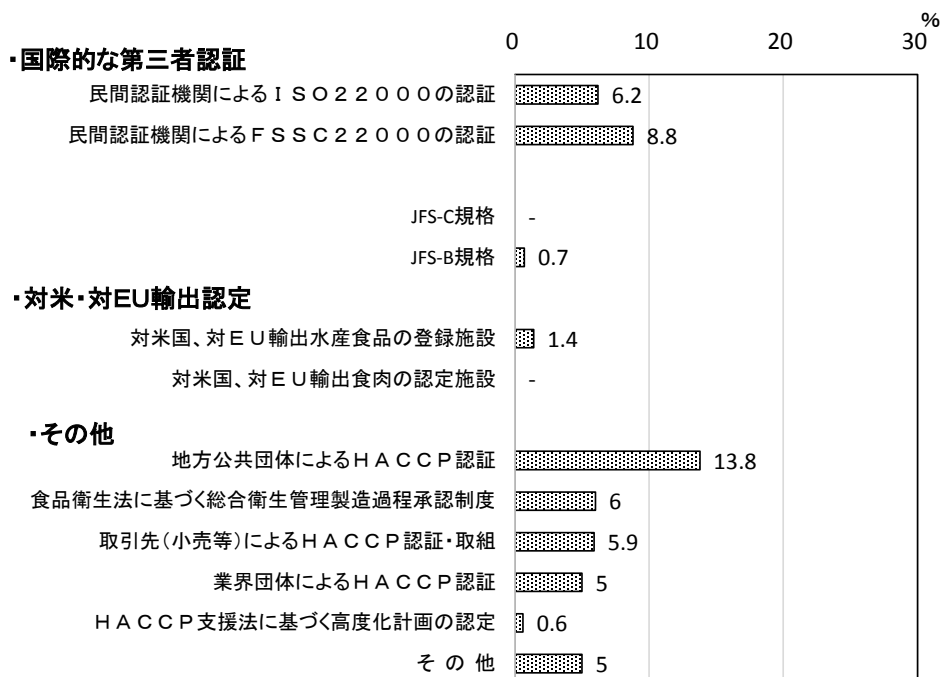 %
0 10 20 30
・国際的な第三者認証
民間認証機関によるＩＳＯ２２０００の認証 6.2
民間認証機関によるＦＳＳＣ２２０００の認証 8.8
JFS-C規格 -
JFS-B規格 0.7
・対米・対EU輸出認定
対米国、対ＥＵ輸出水産食品の登録施設 1.4
対米国、対ＥＵ輸出食肉の認定施設 -
・その他
地方公共団体によるＨＡＣＣＰ認証 13.8
食品衛生法に基づく総合衛生管理製造過程承認制度 6
取引先（小売等）によるＨＡＣＣＰ認証・取組 5.9
業界団体によるＨＡＣＣＰ認証 5
ＨＡＣＣＰ支援法に基づく高度化計画の認定 0.6
そ の 他 5